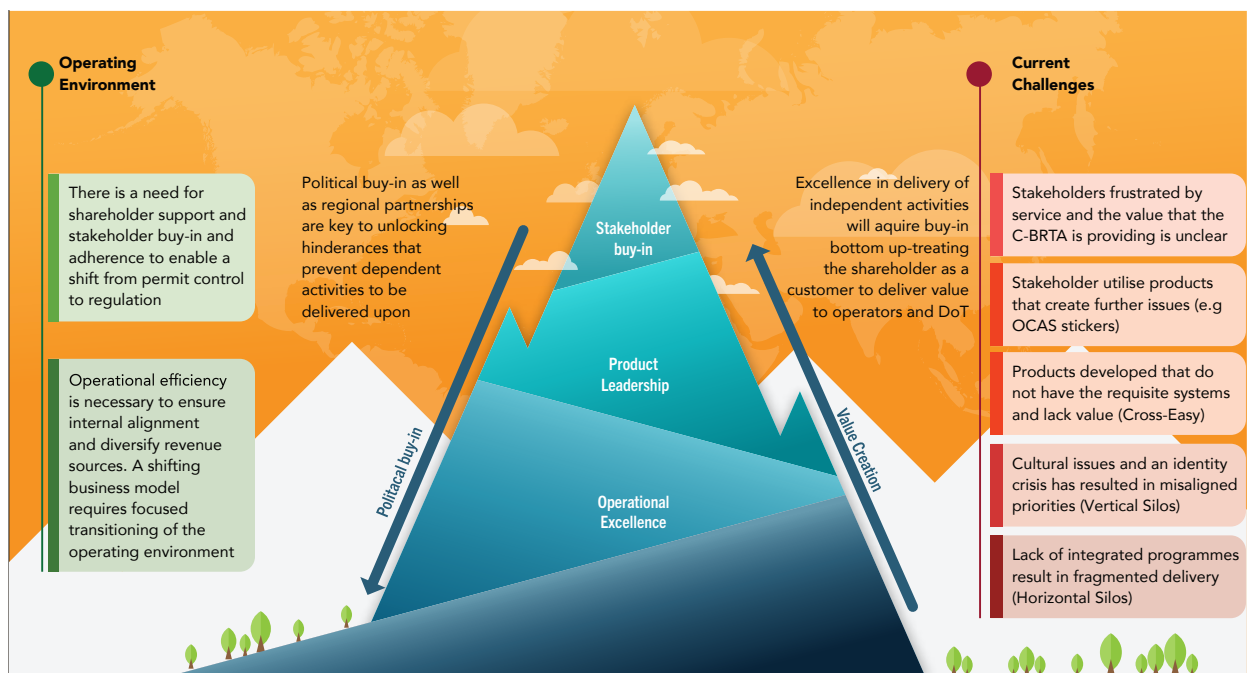 Operating
Environment
There is a need for
shareholder support and
stakeholder buy-in and
adherence to enable a
shift from permit control
to regulation
Operational efficiency
is necessary to ensure
internal alignment
and diversify revenue
sources. A shifting
business model
requires focused
transitioning of the
operating environment
Political buy-in as well
as regional partnerships
are key to unlocking
hinderances that
prevent dependent
activities to be
delivered upon
Politacal buy-in
Stakeholder
buy-in
Product
Leadership
Operational
Excellence
Value Creation
Excellence in delivery of
independent activities
will aquire buy-in
bottom up-treating
the shareholder as a
customer to deliver value
to operators and DoT
Current
Challenges
Stakeholders frustrated by
service and the value that the
C-BRTA is providing is unclear
Stakeholder utilise products
that create further issues (e.g
OCAS stickers)
Products developed that do
not have the requisite systems
and lack value (Cross-Easy)
Cultural issues and an identity
crisis has resulted in misaligned
priorities (Vertical Silos)
Lack of integrated programmes
result in fragmented delivery
(Horizontal Silos)